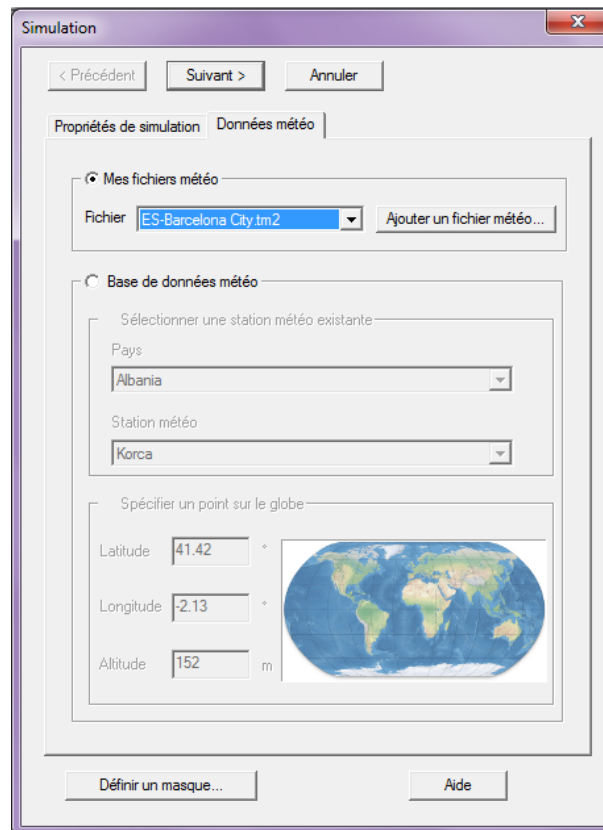 Simulation
< Précédent Suivant > Annuler
Propriétés de simulation Données météo
Mes fichiers météo
Fichier ES-Barcelona City.tm2 Ajouter un fichier météo...
Base de données météo
Sélectionner une station météo existante
Pays
Albania
Station météo
Korca
Spécifier un point sur le globe
Latitude 41.42 °
Longitude -2.13 °
Altitude 152 m
Définir un masque... Aide